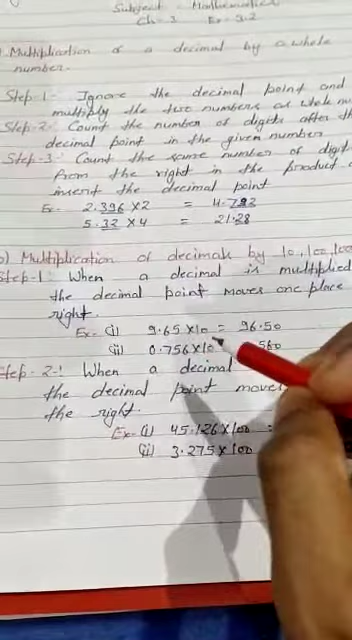 Subject - Mathematics
Ch-3 Ex-3.2
Multiplication of a decimal by a whole
number.
Step-1 Ignore the decimal point and
multiply the two numbers as whole
Step-2: Count the number of digits after the
decimal point in the given number
Step-3: Count the same number of digit
from the right in the product
insert the decimal point
Ex- 2.396 × 2 = 4.792
5.32 × 4 = 21.28
b) Multiplication of decimals by 10, 100,
Step-1: When a decimal is multiplied
the decimal point moves one place
right.
Ex- (i) 9.65 × 10 = 96.50
(ii) 0.756 × 10 560
Step-2: When a decimal
the decimal point moves
the right.
Ex- (i) 45.126 × 100 =
(ii) 3.275 × 100